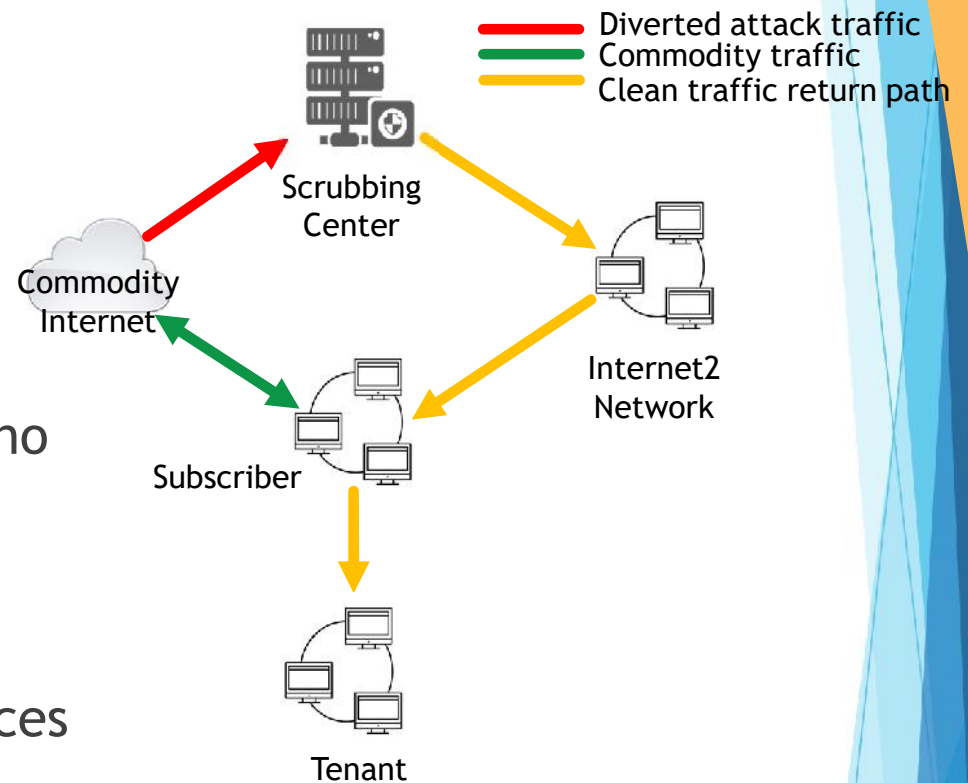 Diverted attack traffic
Commodity traffic
Clean traffic return path
Scrubbing
Center
Commodity
Internet
Internet2
Network
Subscriber
Tenant